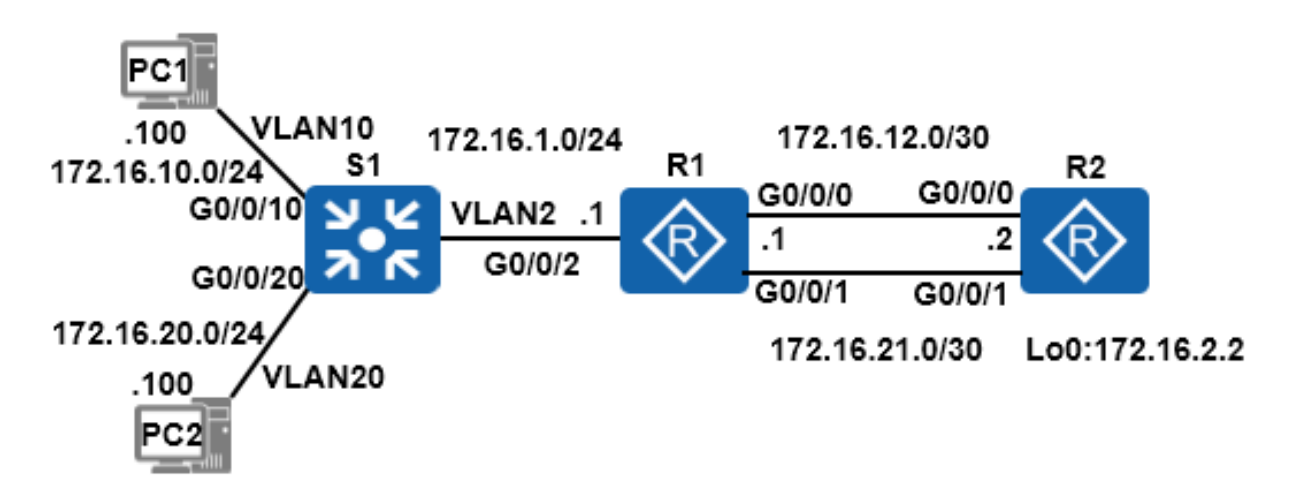 PC1
.100
VLAN10
172.16.10.0/24
G0/0/10
S1
172.16.1.0/24
VLAN2
.1
G0/0/2
R1
R
172.16.12.0/30
G0/0/0
G0/0/0
R2
.1
.2
R
G0/0/1
G0/0/1
172.16.21.0/30
Lo0:172.16.2.2
G0/0/20
172.16.20.0/24
.100
VLAN20
PC2